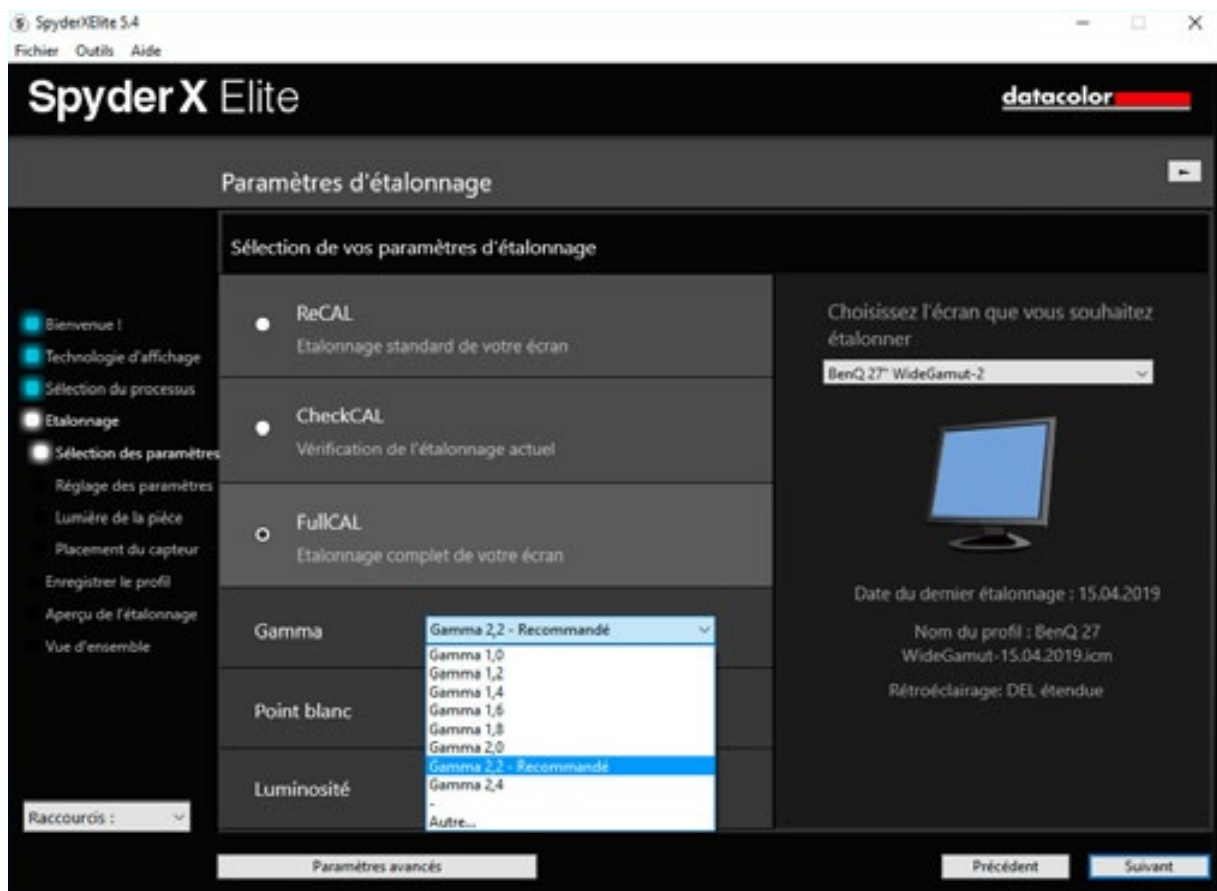 SpyderXElite 5.4
Fichier Outils Aide
Spyder X Elite
datacolor
Paramètres d'étalonnage
Sélection de vos paramètres d'étalonnage
Bienvenue !
Technologie d'affichage
Sélection du processus
Etalonnage
Sélection des paramètres
Réglage des paramètres
Lumière de la pièce
Placement du capteur
Enregistrer le profil
Aperçu de l'étalonnage
Vue d'ensemble
Raccourcis :
ReCAL
Etalonnage standard de votre écran
CheckCAL
Vérification de l'étalonnage actuel
FullCAL
Etalonnage complet de votre écran
Gamma
Gamma 2,2 - Recommandé
Gamma 1,0
Gamma 1,2
Gamma 1,4
Gamma 1,6
Gamma 1,8
Gamma 2,0
Gamma 2,2 - Recommandé
Gamma 2,4
-
Autre...
Point blanc
Luminosité
Choisissez l'écran que vous souhaitez
étalonner
BenQ 27" WideGamut-2
Date du dernier étalonnage : 15.04.2019
Nom du profil : BenQ 27
WideGamut-15.04.2019.icm
Rétroéclairage: DEL étendue
Paramètres avancés
Précédent
Suivant